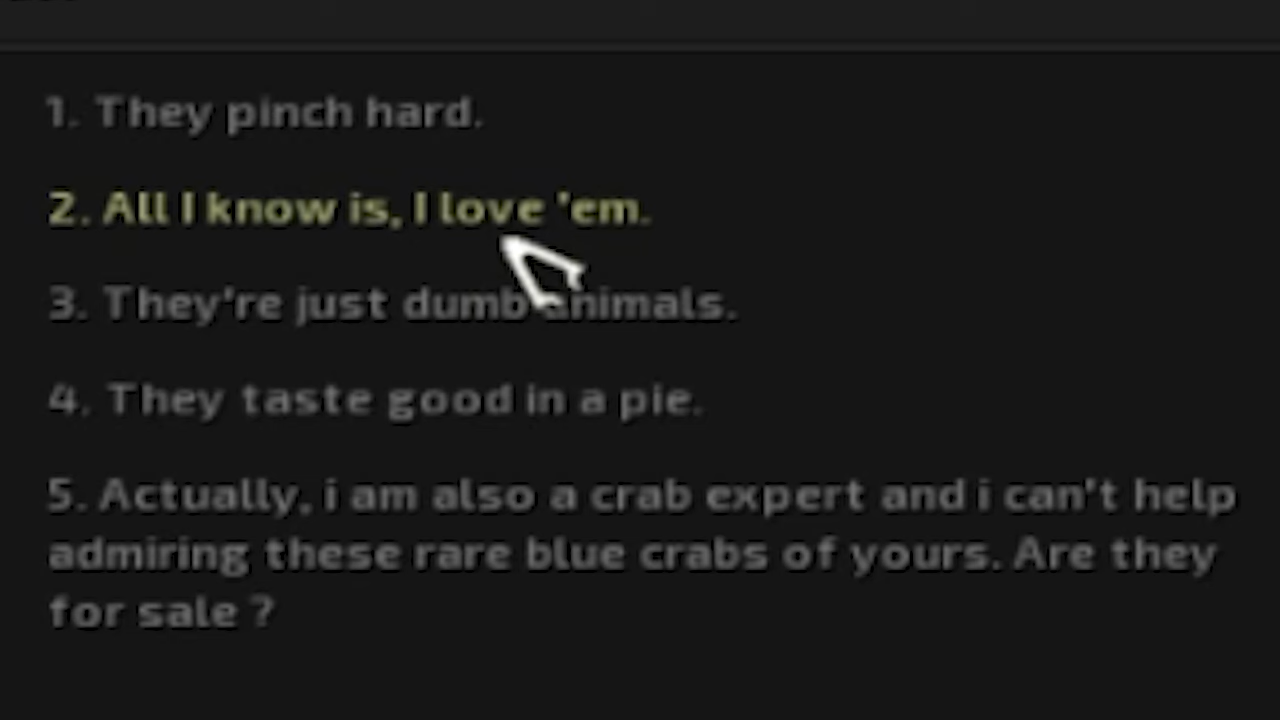 1. They pinch hard.
2. All I know is, I love 'em.
3. They're just dumb animals.
4. They taste good in a pie.
5. Actually, i am also a crab expert and i can't help
admiring these rare blue crabs of yours. Are they
for sale ?